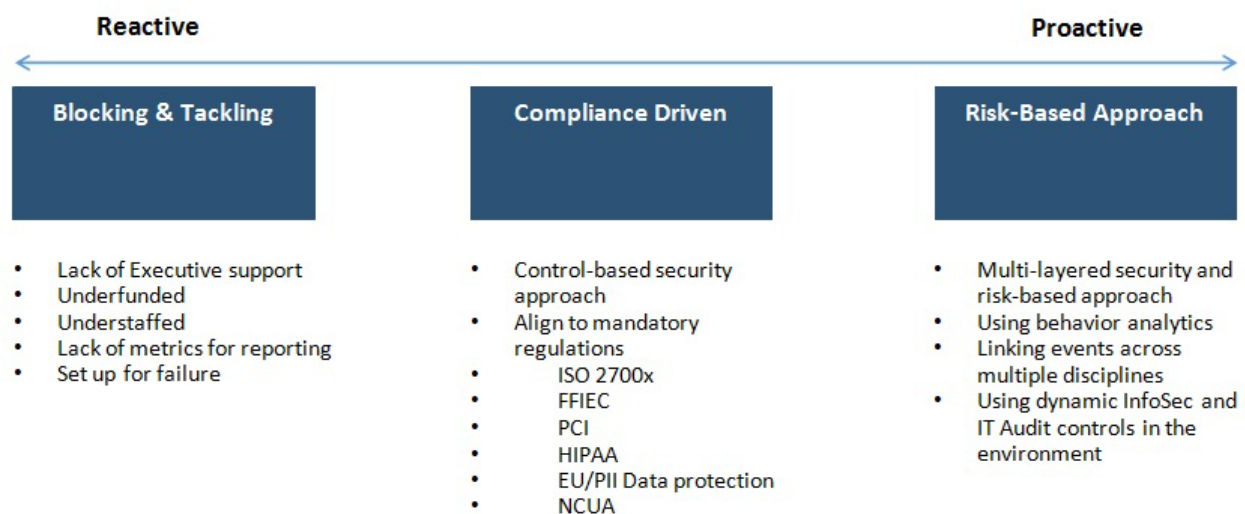 Reactive
Proactive
Blocking & Tackling
Compliance Driven
Risk-Based Approach
• Lack of Executive support
• Underfunded
• Understaffed
• Lack of metrics for reporting
• Set up for failure
• Control-based security
approach
• Align to mandatory
regulations
• ISO 2700x
• FFIEC
• PCI
• HIPAA
• EU/PII Data protection
• NCUA
• Multi-layered security and
risk-based approach
• Using behavior analytics
• Linking events across
multiple disciplines
• Using dynamic InfoSec and
IT Audit controls in the
environment